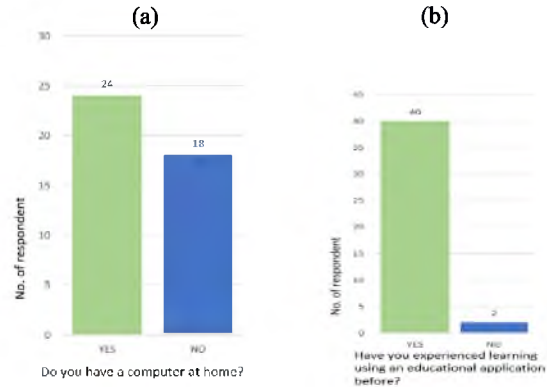 (a)
30
24
25
20
18
15
10
5
0
No. of respondent
YES
NO
Do you have a computer at home?
(b)
45
40
40
35
30
25
20
15
10
5
0
2
No. of respondent
YES
NO
Have you experienced learning
using an educational application
before?